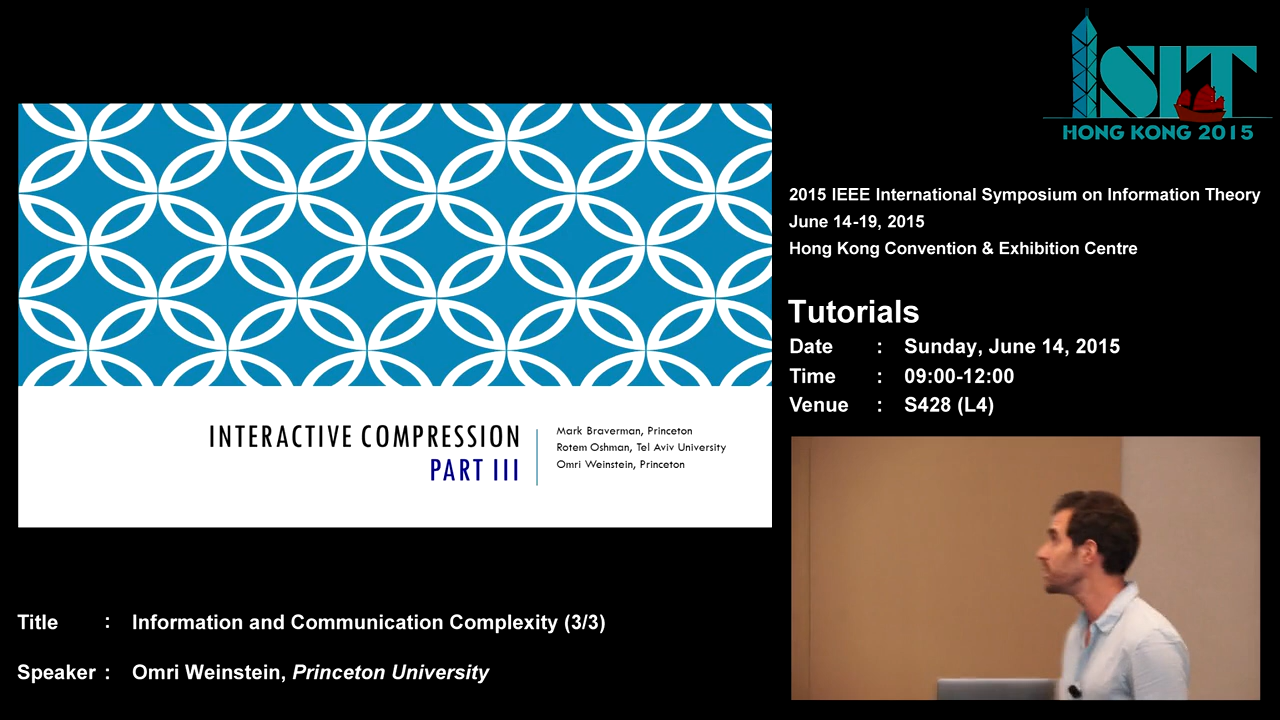 ISIT
HONG KONG 2015
2015 IEEE International Symposium on Information Theory
June 14-19, 2015
Hong Kong Convention & Exhibition Centre
Tutorials
Date : Sunday, June 14, 2015
Time : 09:00-12:00
Venue : S428 (L4)
INTERACTIVE COMPRESSION
PART III
Mark Braverman, Princeton
Rotem Oshman, Tel Aviv University
Omri Weinstein, Princeton
Title : Information and Communication Complexity (3/3)
Speaker : Omri Weinstein, Princeton University